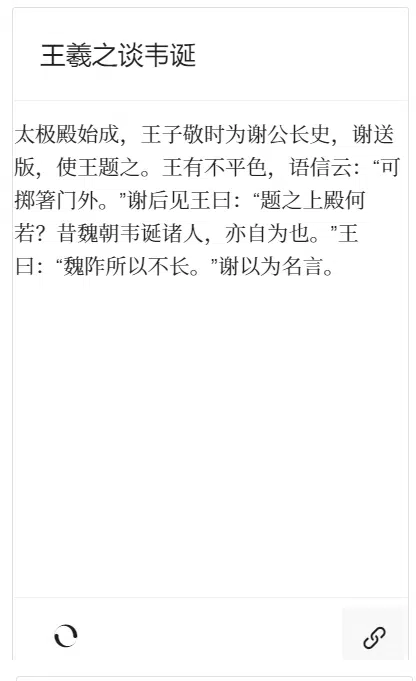 王羲之谈韦诞
太极殿始成，王子敬时为谢公长史，谢送
版，使王题之。王有不平色，语信云：“可
掷箸门外。”谢后见王曰：“题之上殿何
若？昔魏朝韦诞诸人，亦自为也。”王
曰：“魏阼所以不长。”谢以为名言。